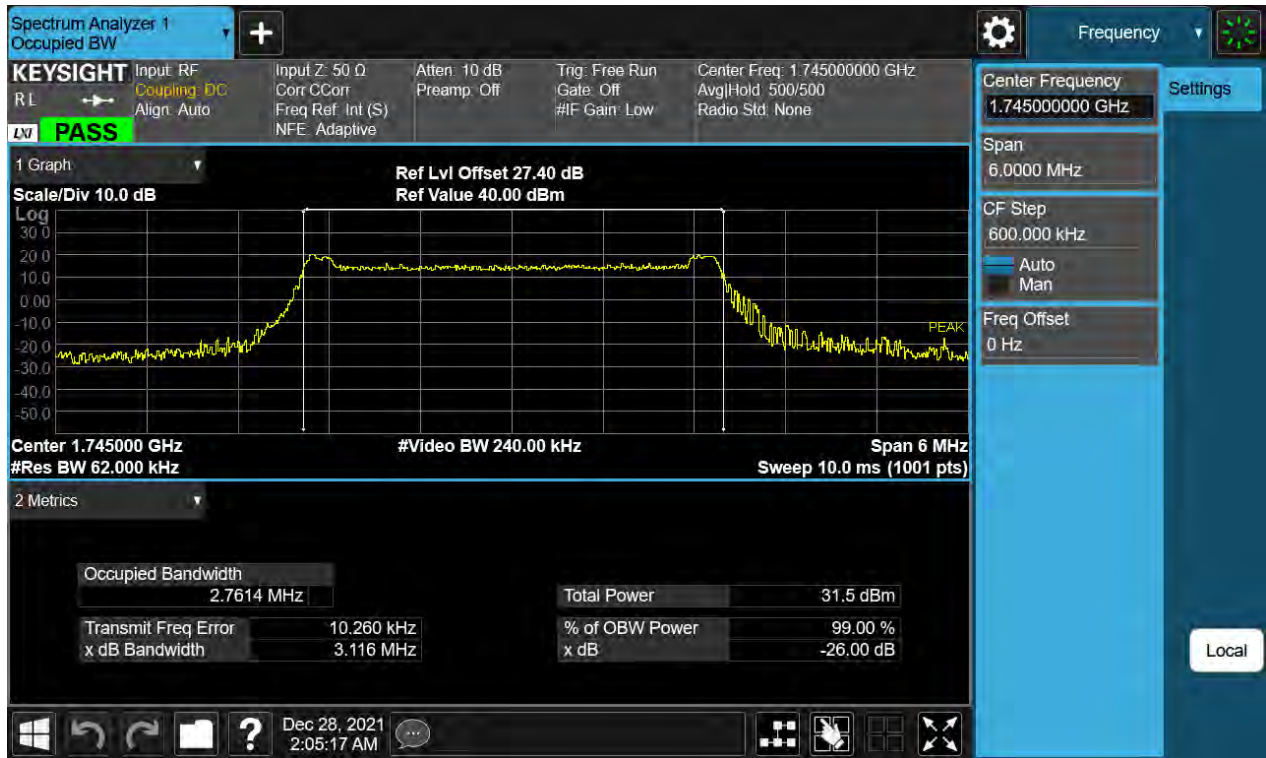 Spectrum Analyzer 1
Occupied BW
+
Frequency
KEYSIGHT
RL
LXI
PASS
Input: RF
Coupling: DC
Align: Auto
Input Z: 50 Ω
Corr CCorr
Freq Ref: Int (S)
NFE: Adaptive
Atten: 10 dB
Preamp: Off
Trig: Free Run
Gate: Off
#IF Gain: Low
Center Freq: 1.745000000 GHz
Avg|Hold: 500/500
Radio Std: None
Center Frequency
1.745000000 GHz
Settings
Span
6.0000 MHz
CF Step
600.000 kHz
Auto
Man
Freq Offset
0 Hz
Local
1 Graph
Scale/Div 10.0 dB
Ref Lvl Offset 27.40 dB
Ref Value 40.00 dBm
Log
30.0
20.0
10.0
0.00
-10.0
-20.0
-30.0
-40.0
-50.0
PEAK
Center 1.745000 GHz
#Video BW 240.00 kHz
Span 6 MHz
#Res BW 62.000 kHz
Sweep 10.0 ms (1001 pts)
2 Metrics
Occupied Bandwidth
2.7614 MHz
Total Power 31.5 dBm
Transmit Freq Error 10.260 kHz
% of OBW Power 99.00 %
x dB Bandwidth 3.116 MHz
x dB -26.00 dB
?
Dec 28, 2021
2:05:17 AM